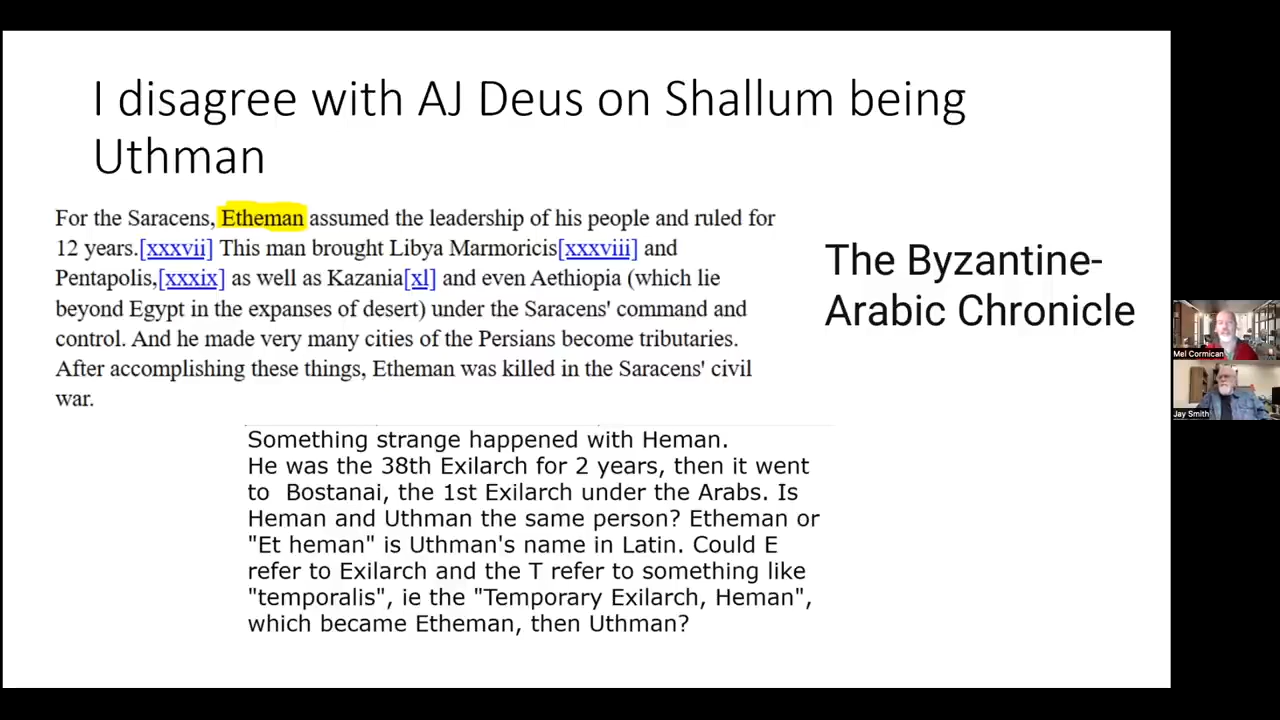 I disagree with AJ Deus on Shallum being
Uthman
For the Saracens, Etheman assumed the leadership of his people and ruled for
12 years.[xxxvii] This man brought Libya Marmoricis[xxxviii] and
Pentapolis,[xxxix] as well as Kazania[xl] and even Aethiopia (which lie
beyond Egypt in the expanses of desert) under the Saracens' command and
control. And he made very many cities of the Persians become tributaries.
After accomplishing these things, Etheman was killed in the Saracens' civil
war.
The Byzantine-
Arabic Chronicle
Something strange happened with Heman.
He was the 38th Exilarch for 2 years, then it went
to Bostanai, the 1st Exilarch under the Arabs. Is
Heman and Uthman the same person? Etheman or
"Et heman" is Uthman's name in Latin. Could E
refer to Exilarch and the T refer to something like
"temporalis", ie the "Temporary Exilarch, Heman",
which became Etheman, then Uthman?
Mel Cormican
Jay Smith